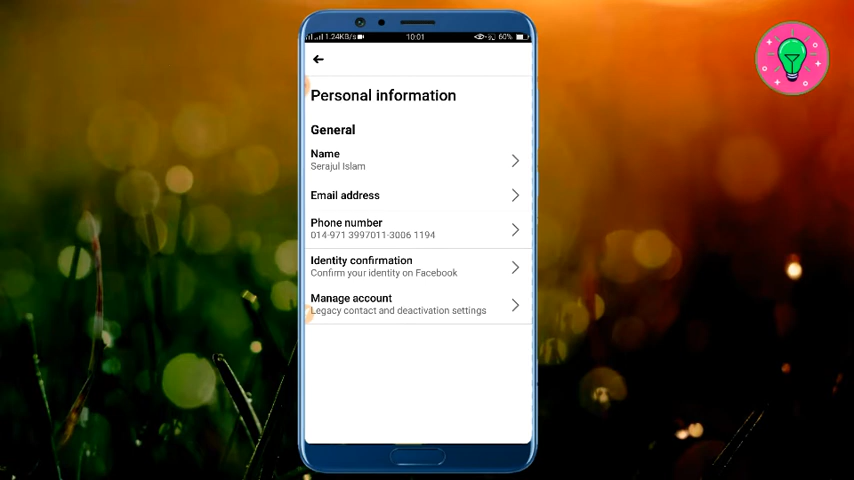 1.24KB/s
10:01
60%
Personal information
General
Name
Serajul Islam
Email address
Phone number
014-971 3997011-3006 1194
Identity confirmation
Confirm your identity on Facebook
Manage account
Legacy contact and deactivation settings